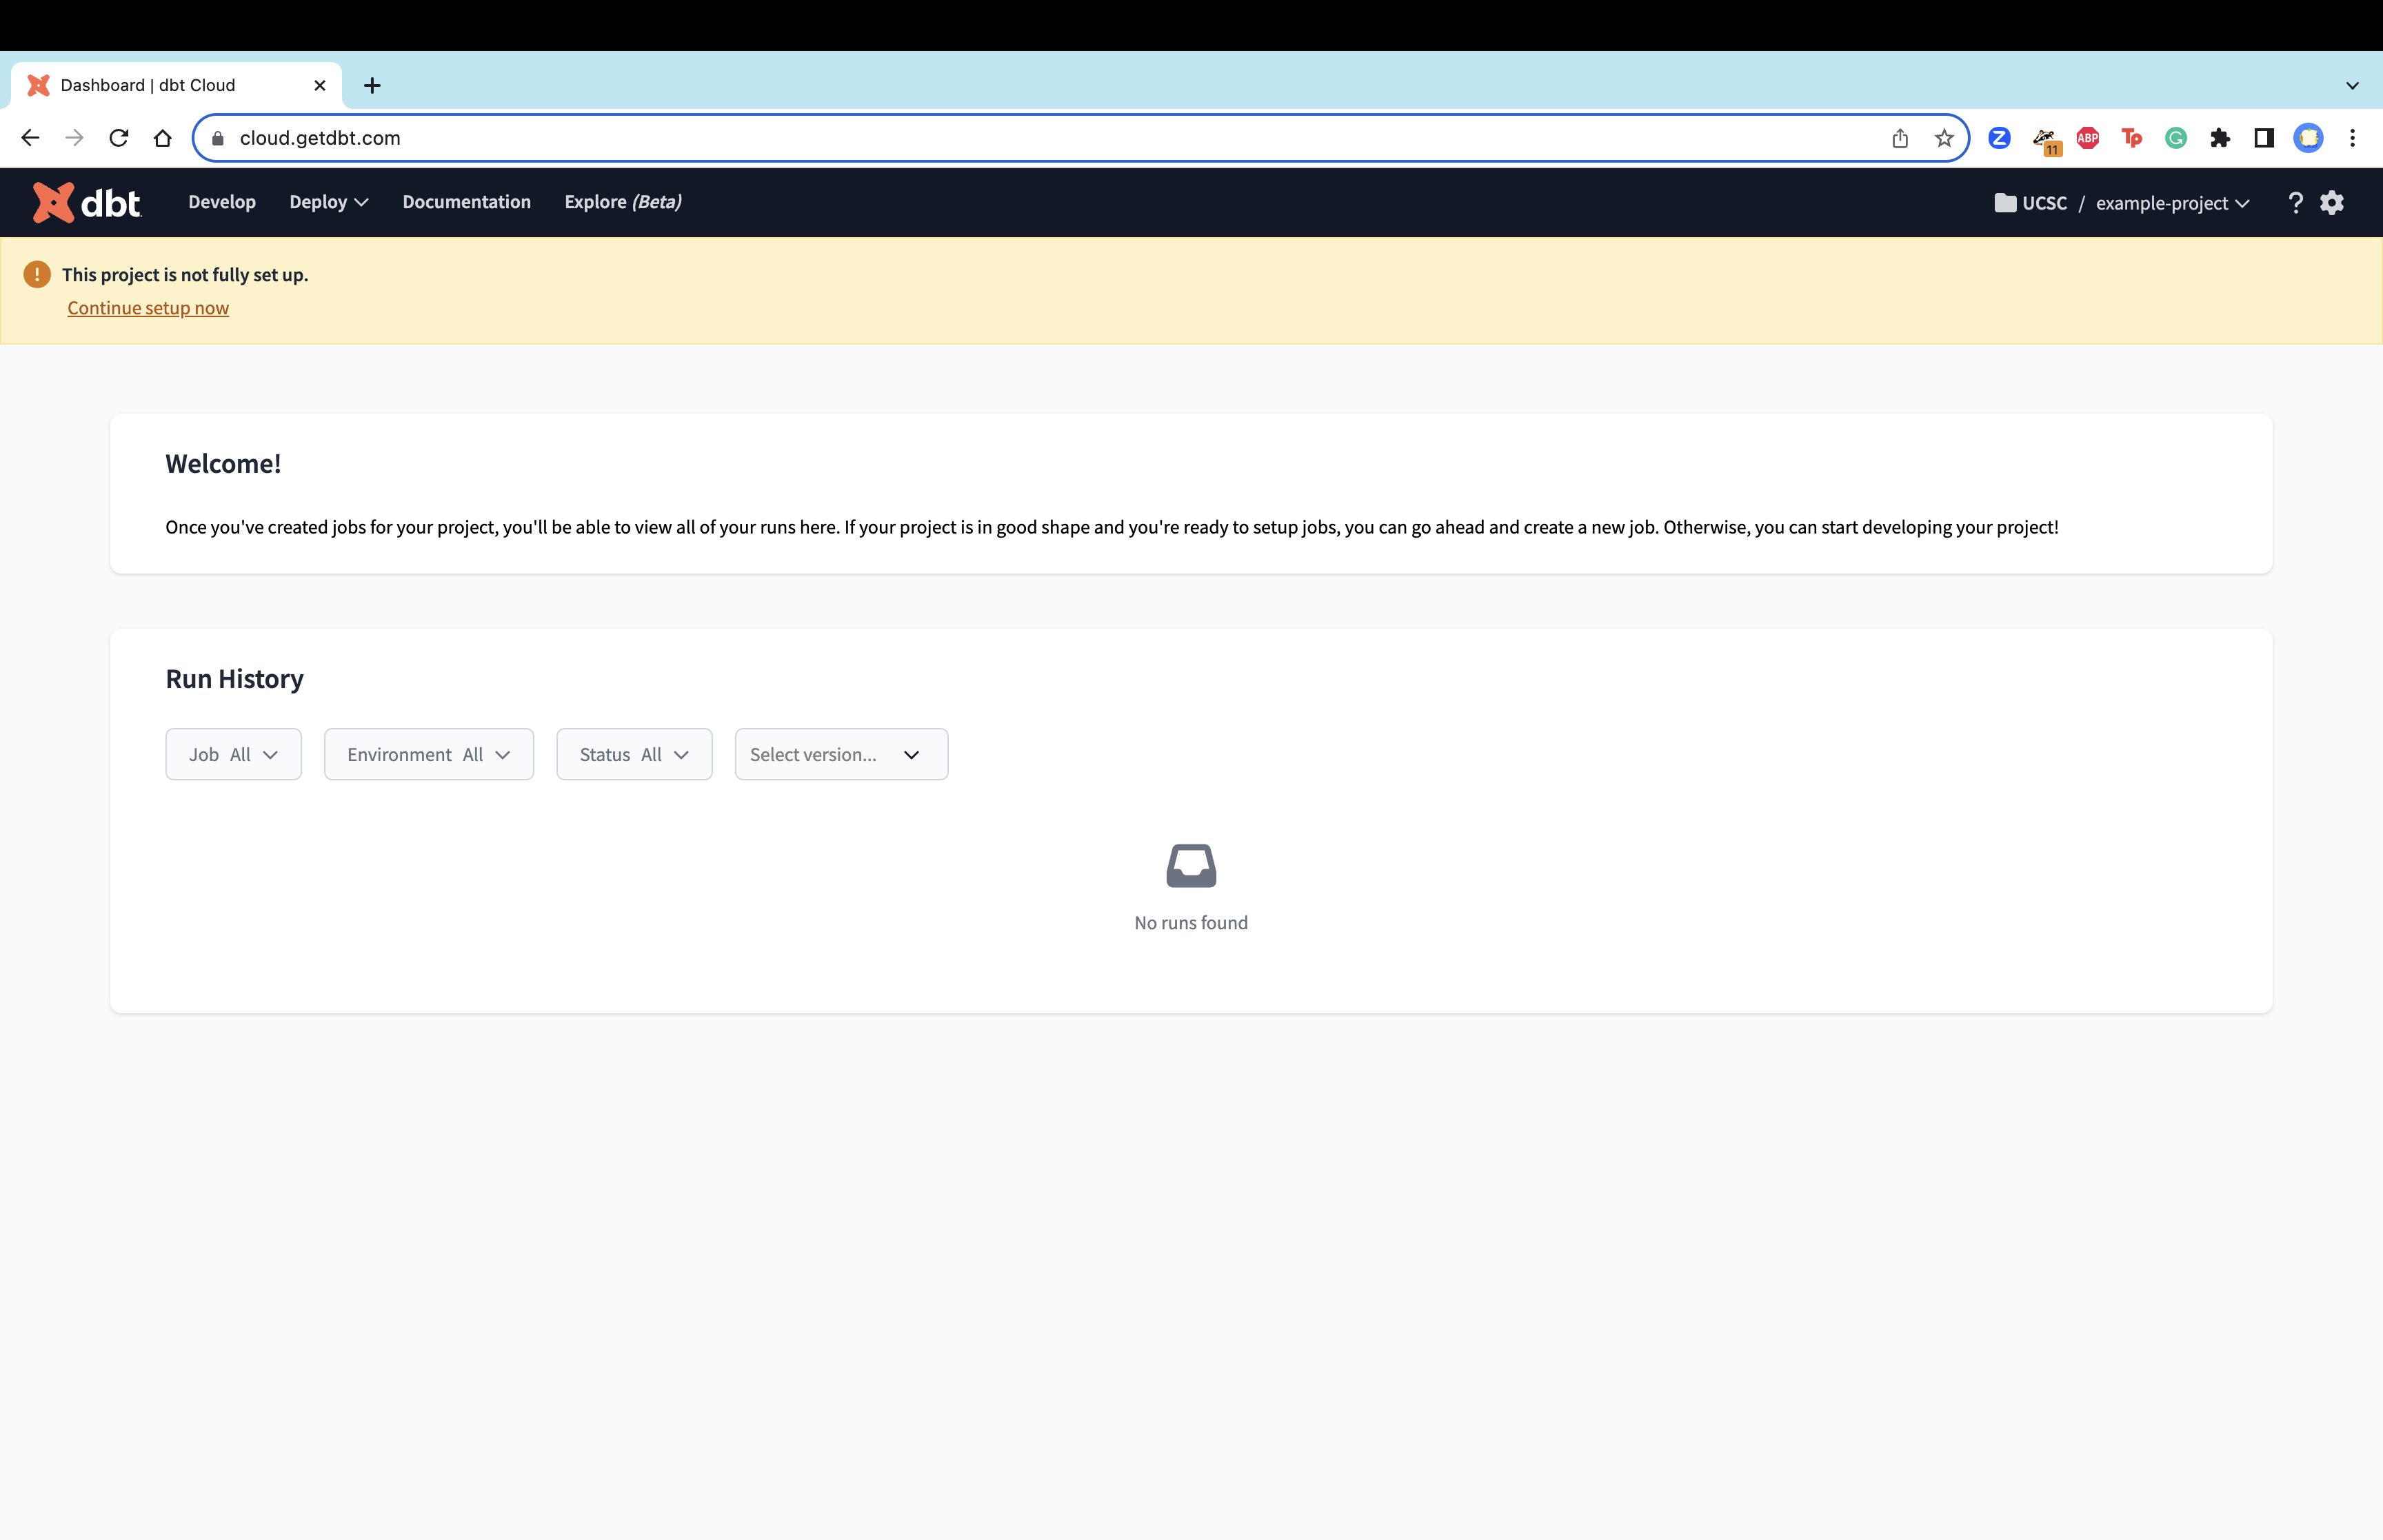 Dashboard | dbt Cloud
cloud.getdbt.com
11
ABP
Tp
dbt
Develop Deploy Documentation Explore (Beta) UCSC / example-project ?
This project is not fully set up.
Continue setup now
Welcome!
Once you've created jobs for your project, you'll be able to view all of your runs here. If your project is in good shape and you're ready to setup jobs, you can go ahead and create a new job. Otherwise, you can start developing your project!
Run History
Job All Environment All Status All Select version...
No runs found